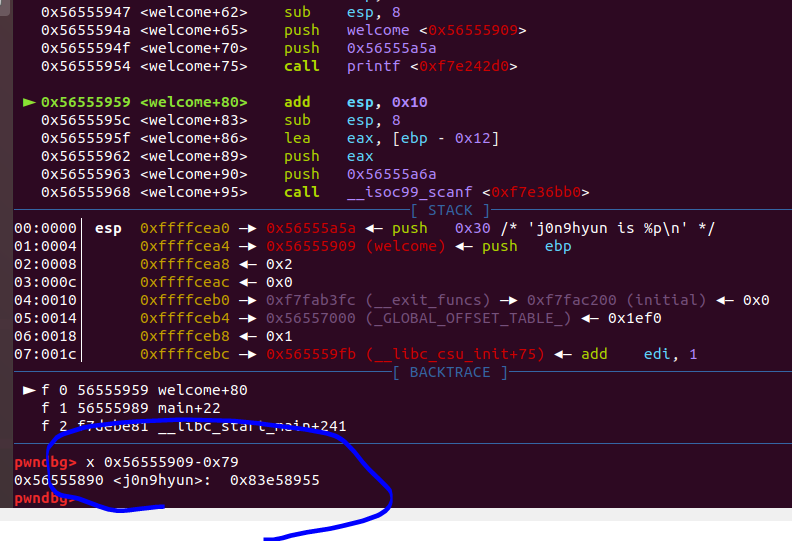 0x56555947 <welcome+62> sub esp, 8
0x5655594a <welcome+65> push welcome <0x56555909>
0x5655594f <welcome+70> push 0x56555a5a
0x56555954 <welcome+75> call printf <0xf7e242d0>
► 0x56555959 <welcome+80> add esp, 0x10
0x5655595c <welcome+83> sub esp, 8
0x5655595f <welcome+86> lea eax, [ebp - 0x12]
0x56555962 <welcome+89> push eax
0x56555963 <welcome+90> push 0x56555a6a
0x56555968 <welcome+95> call __isoc99_scanf <0xf7e36bb0>
[ STACK ]
00:0000│ esp 0xffffcea0 —▸ 0x56555a5a ◂— push 0x30 /* 'j0n9hyun is %p\n' */
01:0004│ 0xffffcea4 —▸ 0x56555909 (welcome) ◂— push ebp
02:0008│ 0xffffcea8 ◂— 0x2
03:000c│ 0xffffceac ◂— 0x0
04:0010│ 0xffffceb0 —▸ 0xf7fab3fc (__exit_funcs) —▸ 0xf7fac200 (initial) ◂— 0x0
05:0014│ 0xffffceb4 —▸ 0x56557000 (_GLOBAL_OFFSET_TABLE_) ◂— 0x1ef0
06:0018│ 0xffffceb8 ◂— 0x1
07:001c│ 0xffffcebc —▸ 0x565559fb (__libc_csu_init+75) ◂— add edi, 1
[ BACKTRACE ]
► f 0 56555959 welcome+80
f 1 56555989 main+22
f 2 f7debe81 __libc_start_main+241
pwndbg> x 0x56555909-0x79
0x56555890 <j0n9hyun>: 0x83e58955
pwndbg>